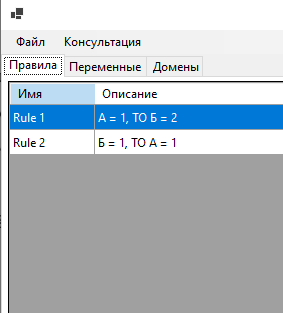 Файл Консультация
Правила Переменные Домены
Имя Описание
Rule 1 А = 1, ТО Б = 2
Rule 2 Б = 1, ТО А = 1